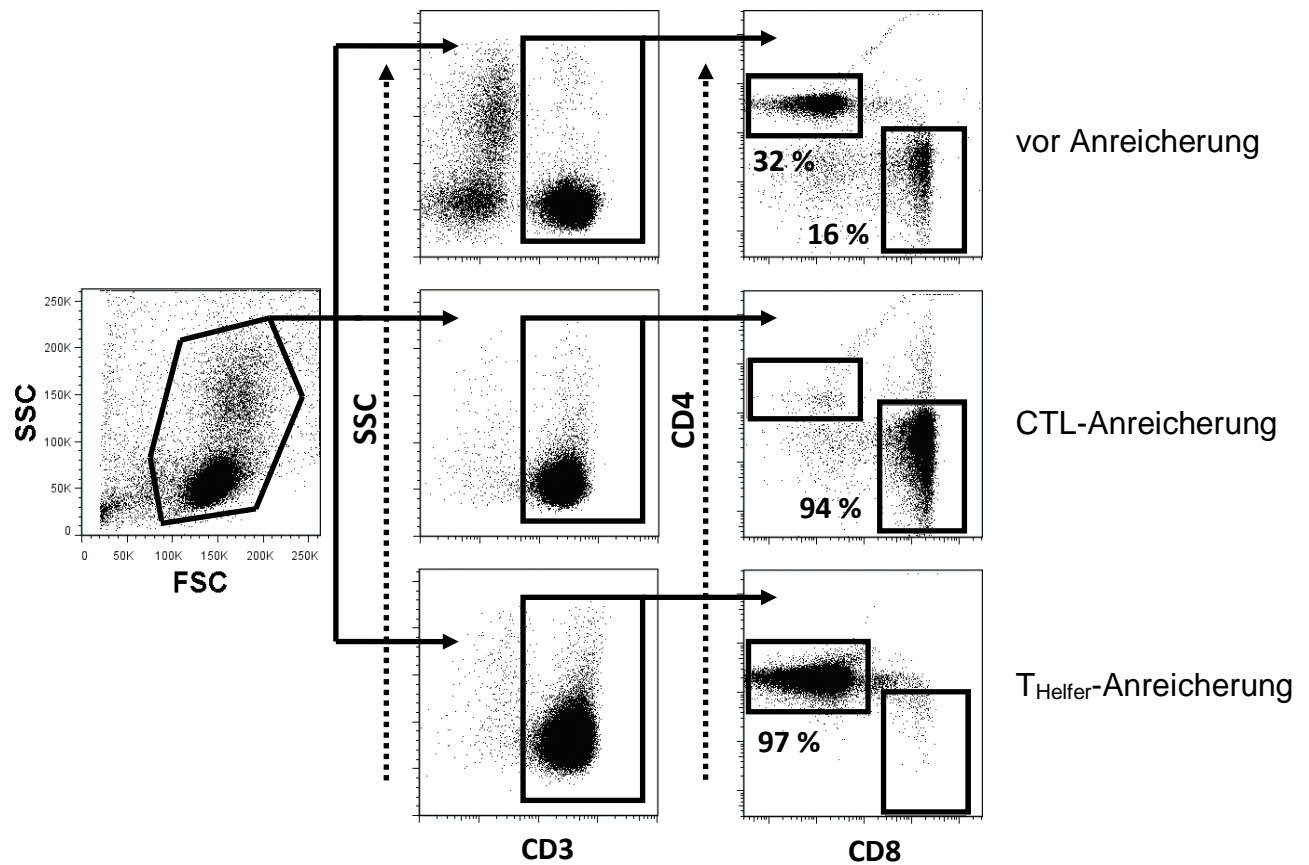 vor Anreicherung
32 %
16 %
250K
200K
150K
100K
50K
0
SSC
0 50K 100K 150K 200K 250K
FSC
SSC
CD4
CTL-Anreicherung
94 %
THelfer-Anreicherung
97 %
CD3
CD8